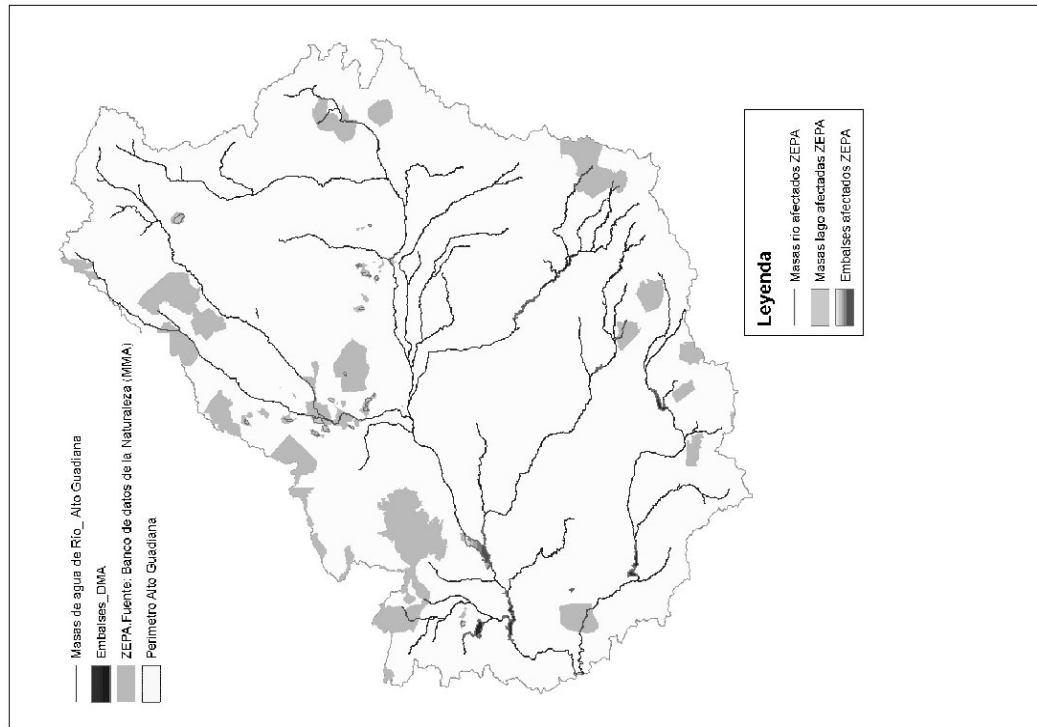 Masas de agua de Río_ Alto Guadiana
Embalses_DMA
ZEPA.Fuente: Banco de datos de la Naturaleza (MMA)
Perímetro Alto Guadiana
Leyenda
Masas río afectados ZEPA
Masas lago afectadas ZEPA
Embalses afectados ZEPA